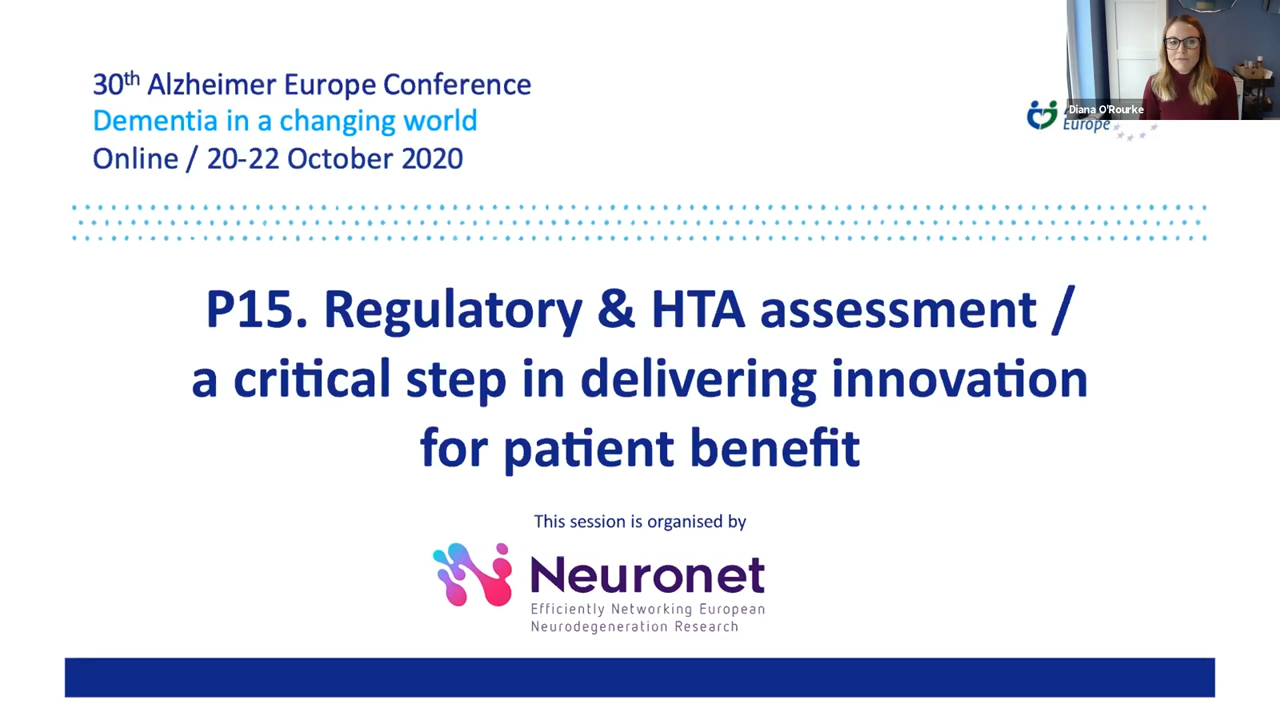 30th Alzheimer Europe Conference
Dementia in a changing world
Online / 20-22 October 2020
Diana O'Rourke
Europe
P15. Regulatory & HTA assessment /
a critical step in delivering innovation
for patient benefit
This session is organised by
Neuronet
Efficiently Networking European
Neurodegeneration Research